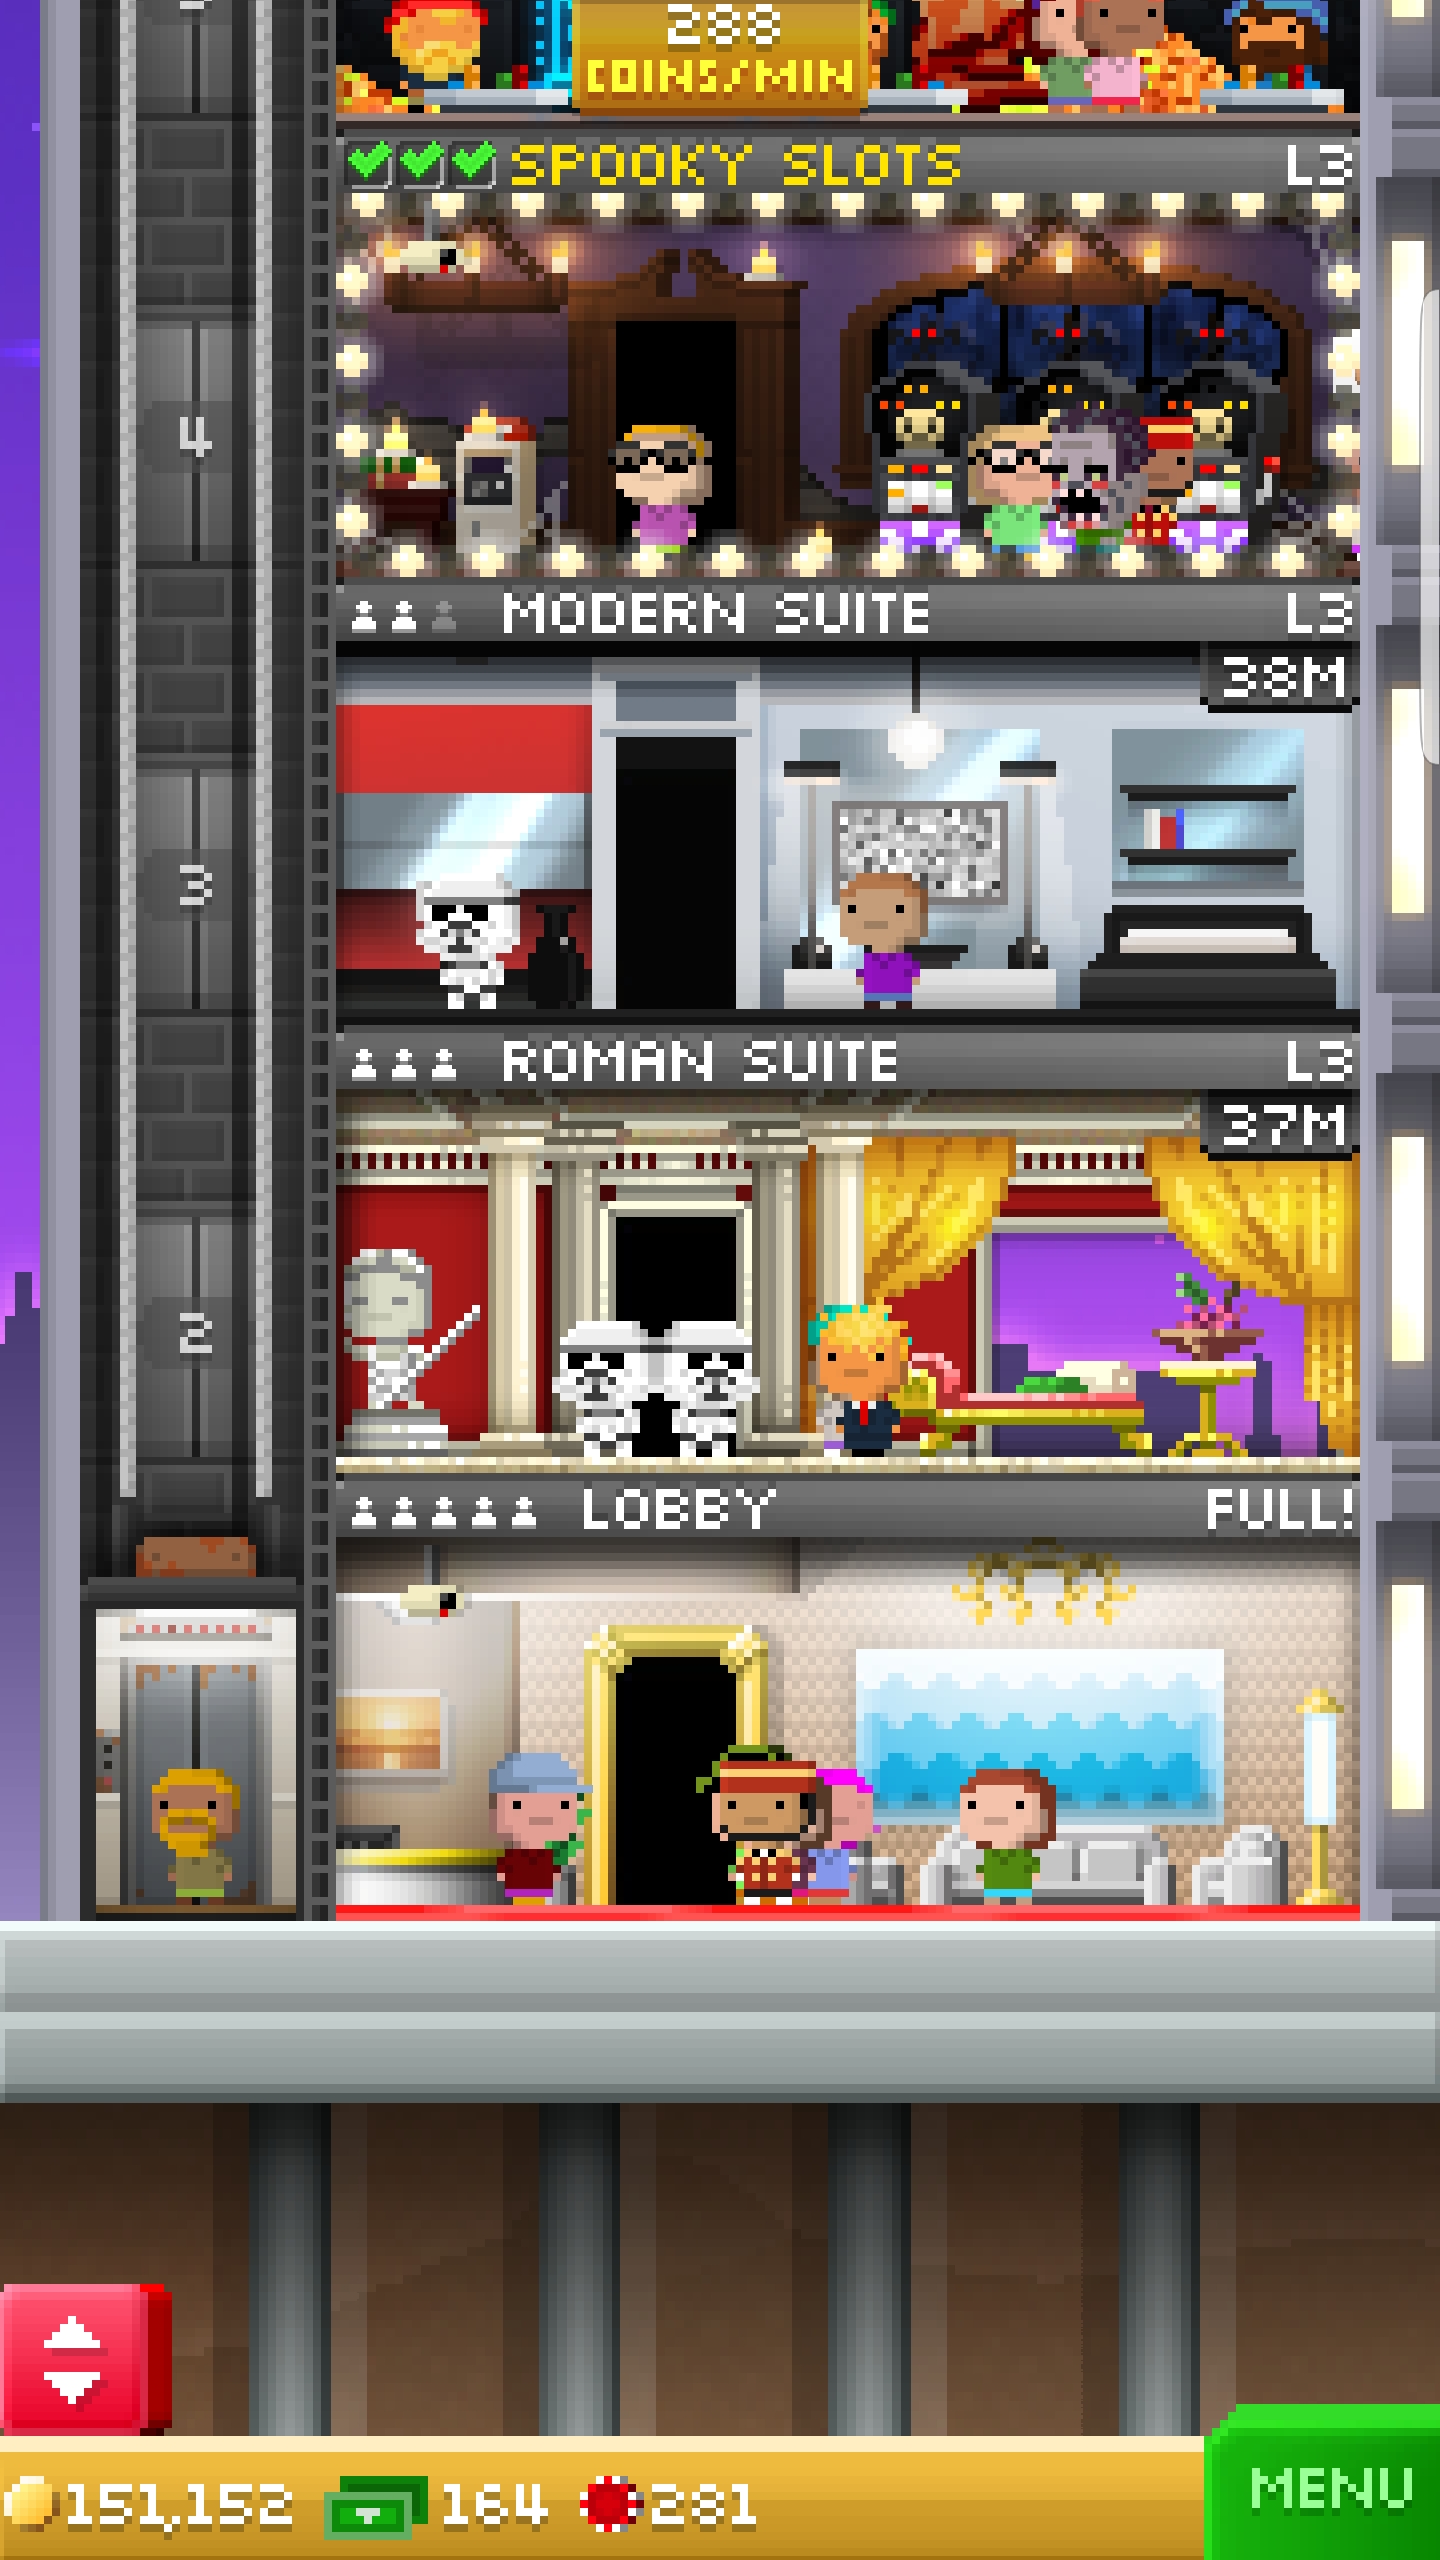 288
COINS/MIN
SPOOKY SLOTS L3
4
MODERN SUITE L3
38M
3
ROMAN SUITE L3
37M
2
LOBBY FULL!
151,152 164 281
MENU